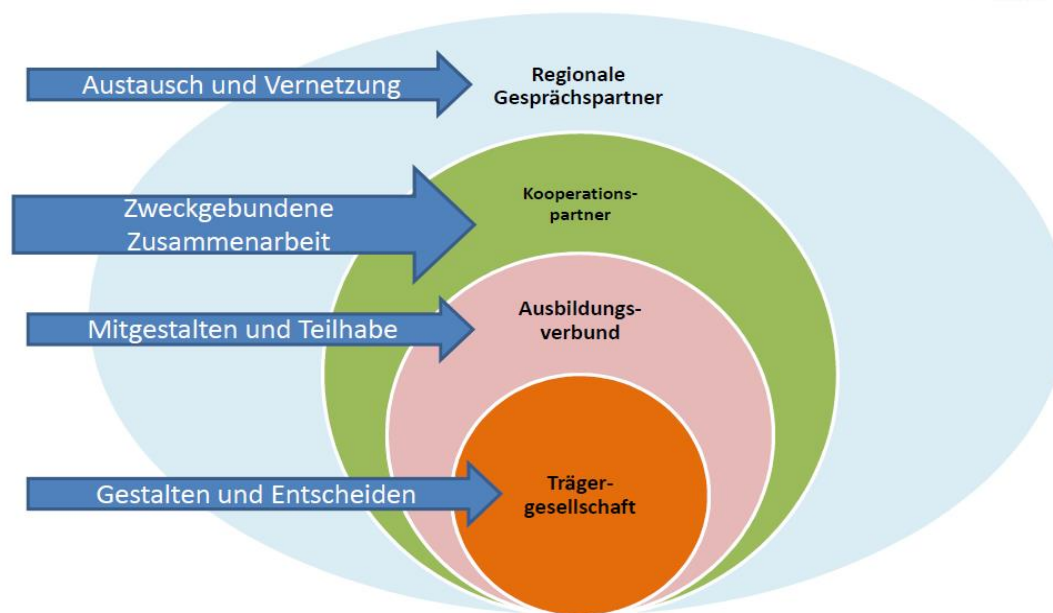 Austausch und Vernetzung
Regionale
Gesprächspartner
Zweckgebundene
Zusammenarbeit
Kooperations-
partner
Mitgestalten und Teilhabe
Ausbildungs-
verbund
Gestalten und Entscheiden
Träger-
gesellschaft